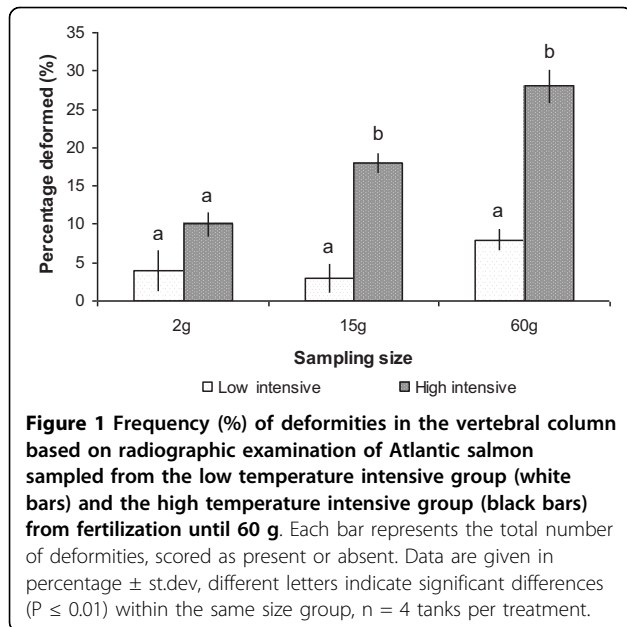 35
30
25
20
15
10
5
0
Percentage deformed (%)
a
a
a
b
a
b
2g
15g
60g
Sampling size
Low intensive
High intensive
Figure 1 Frequency (%) of deformities in the vertebral column
based on radiographic examination of Atlantic salmon
sampled from the low temperature intensive group (white
bars) and the high temperature intensive group (black bars)
from fertilization until 60 g. Each bar represents the total number
of deformities, scored as present or absent. Data are given in
percentage ± st.dev, different letters indicate significant differences
(P ≤ 0.01) within the same size group, n = 4 tanks per treatment.